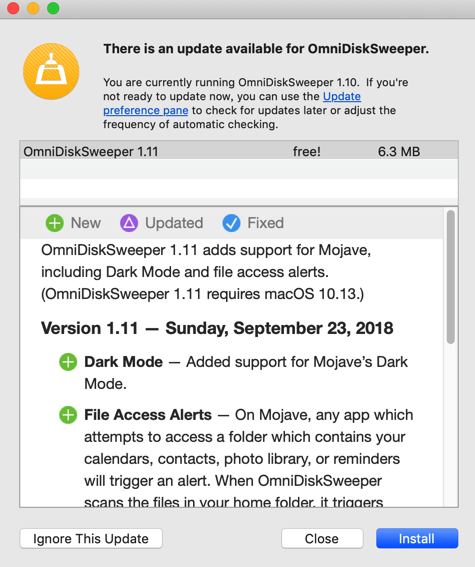 There is an update available for OmniDiskSweeper.
You are currently running OmniDiskSweeper 1.10.  If you're
not ready to update now, you can use the Update
preference pane to check for updates later or adjust the
frequency of automatic checking.
OmniDiskSweeper 1.11 free! 6.3 MB
New Updated Fixed
OmniDiskSweeper 1.11 adds support for Mojave,
including Dark Mode and file access alerts.
(OmniDiskSweeper 1.11 requires macOS 10.13.)
Version 1.11 — Sunday, September 23, 2018
Dark Mode — Added support for Mojave’s Dark
Mode.
File Access Alerts — On Mojave, any app which
attempts to access a folder which contains your
calendars, contacts, photo library, or reminders
will trigger an alert. When OmniDiskSweeper
scans the files in your home folder, it triggers
Ignore This Update Close Install